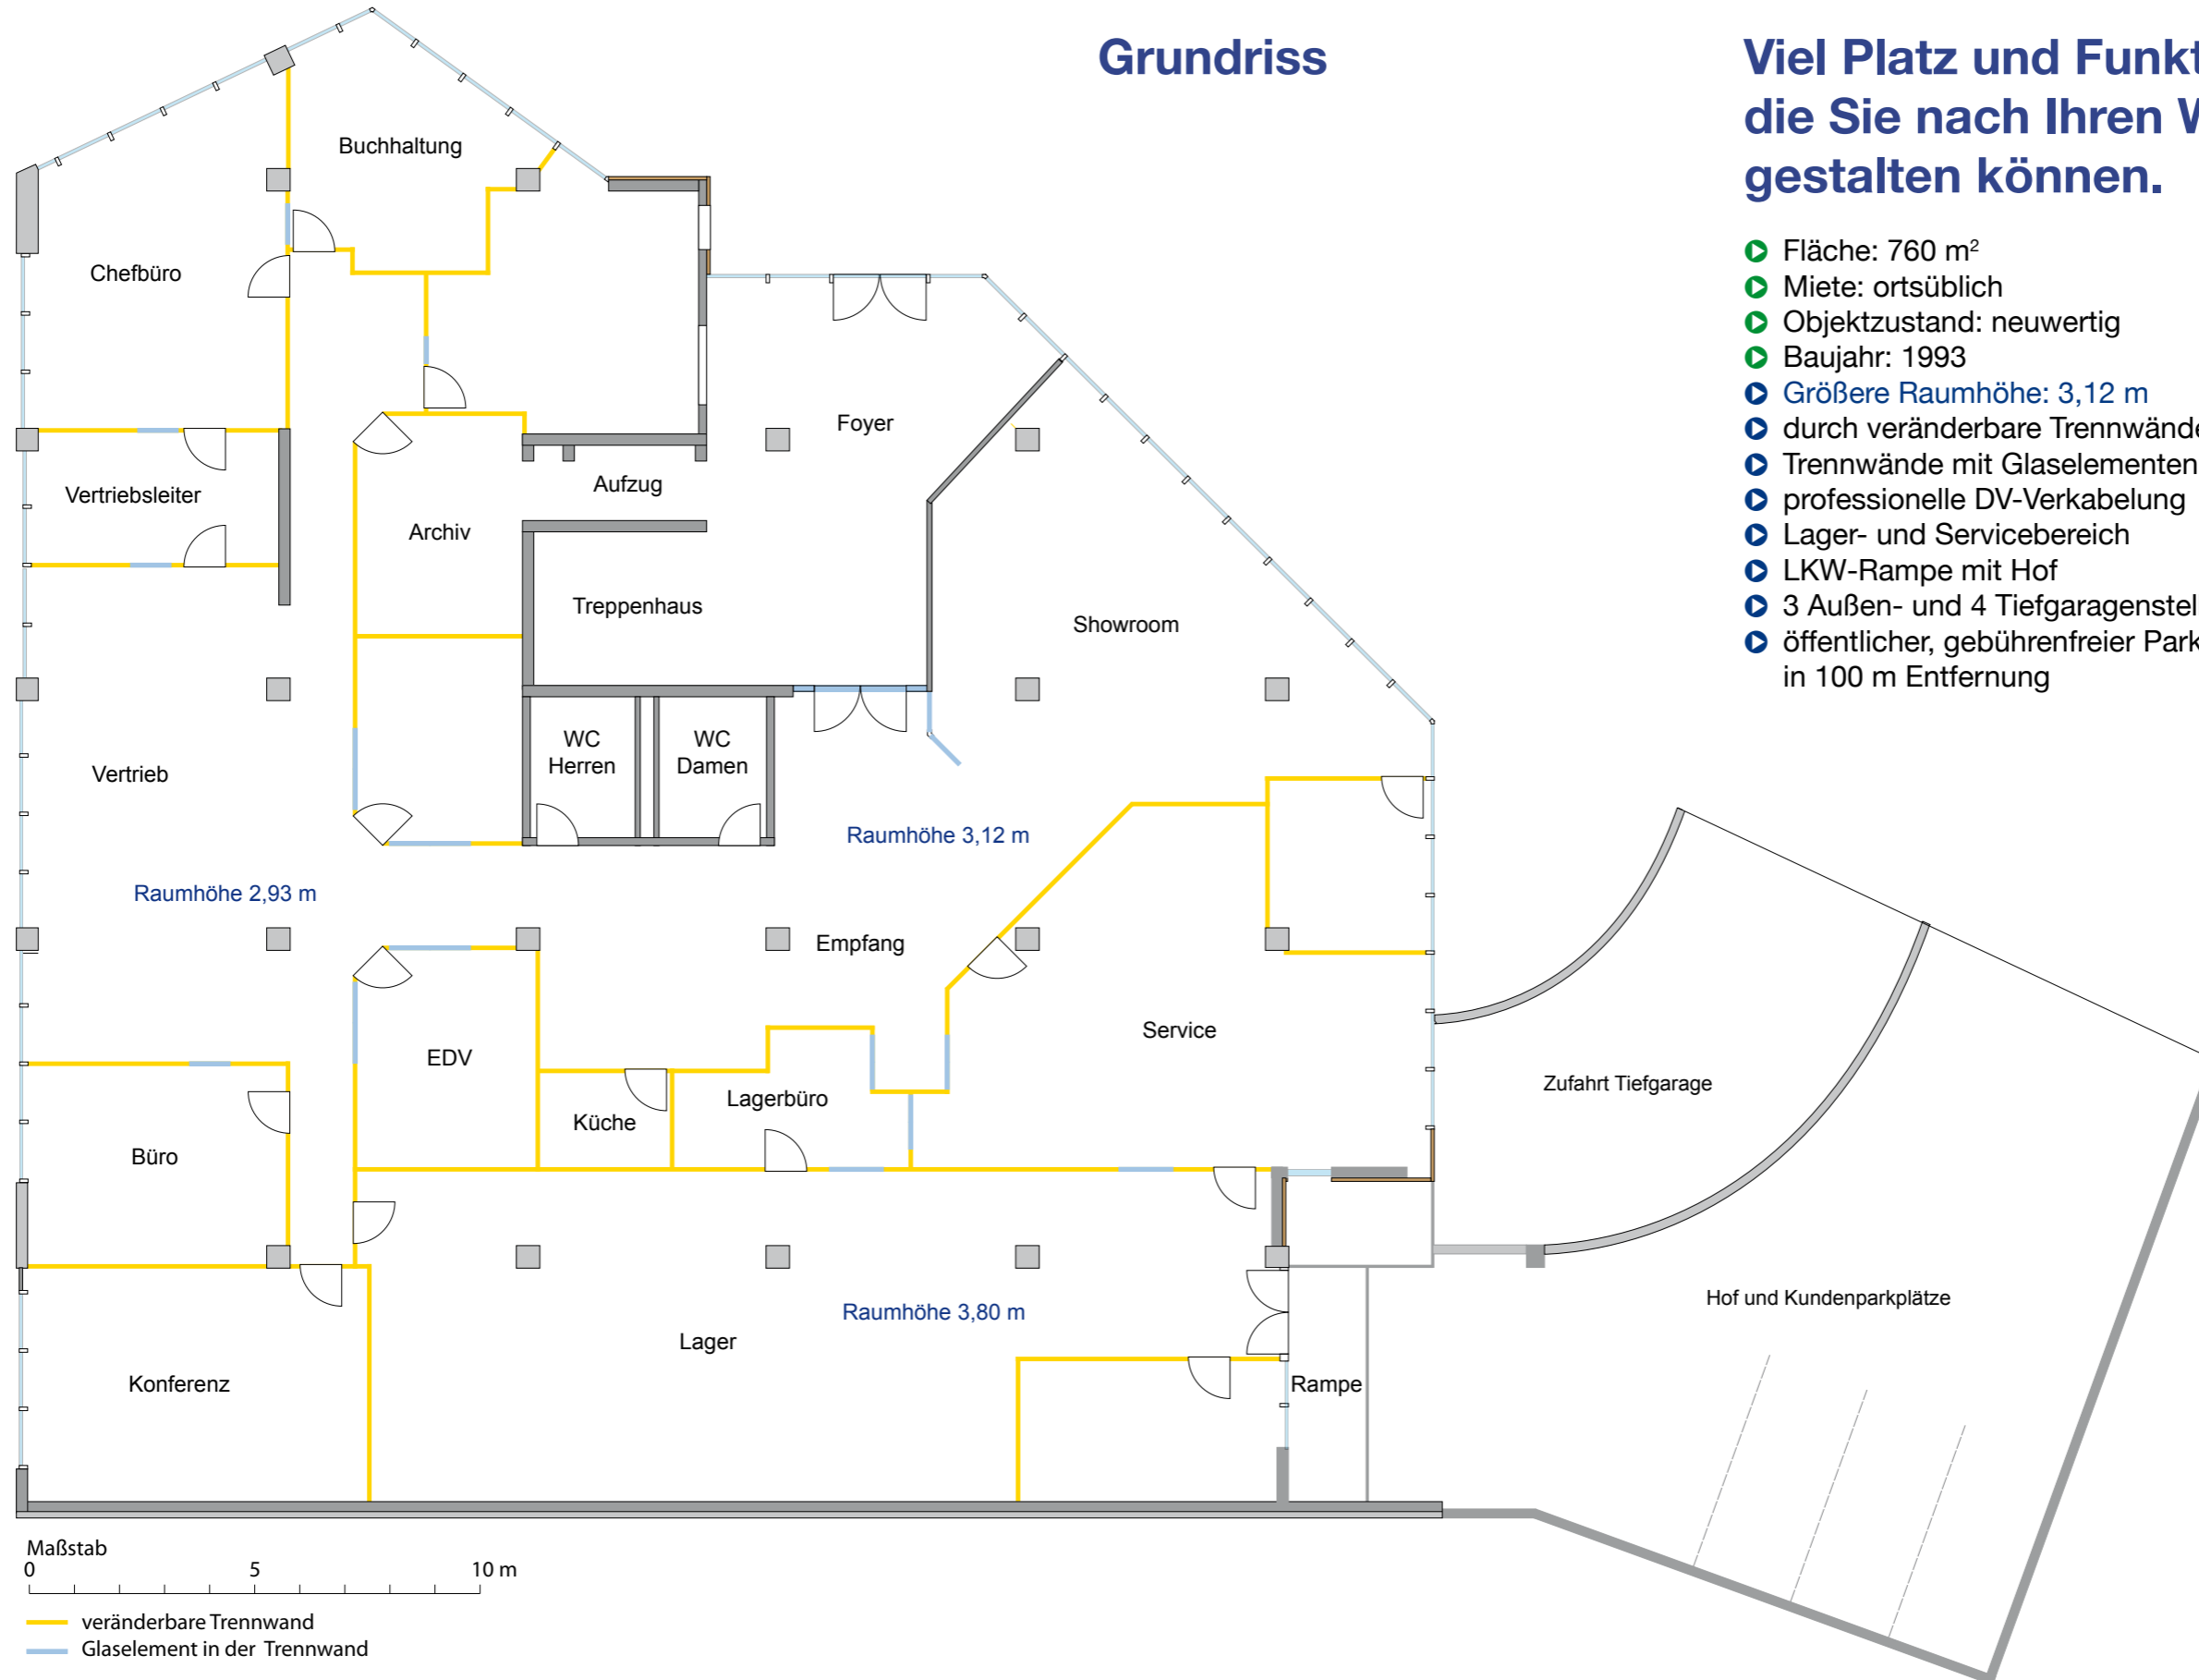 Grundriss
Viel Platz und Funkt
die Sie nach Ihren W
gestalten können.
Fläche: 760 m²
Miete: ortsüblich
Objektzustand: neuwertig
Baujahr: 1993
Größere Raumhöhe: 3,12 m
durch veränderbare Trennwände
Trennwände mit Glaselementen
professionelle DV-Verkabelung
Lager- und Servicebereich
LKW-Rampe mit Hof
3 Außen- und 4 Tiefgaragenstel
öffentlicher, gebührenfreier Park
in 100 m Entfernung
Buchhaltung
Chefbüro
Foyer
Vertriebsleiter
Aufzug
Archiv
Treppenhaus
Showroom
WC
Herren
WC
Damen
Vertrieb
Raumhöhe 3,12 m
Raumhöhe 2,93 m
Empfang
Service
EDV
Zufahrt Tiefgarage
Lagerbüro
Küche
Büro
Hof und Kundenparkplätze
Raumhöhe 3,80 m
Lager
Konferenz
Rampe
Maßstab
0 5 10 m
veränderbare Trennwand
Glaselement in der Trennwand